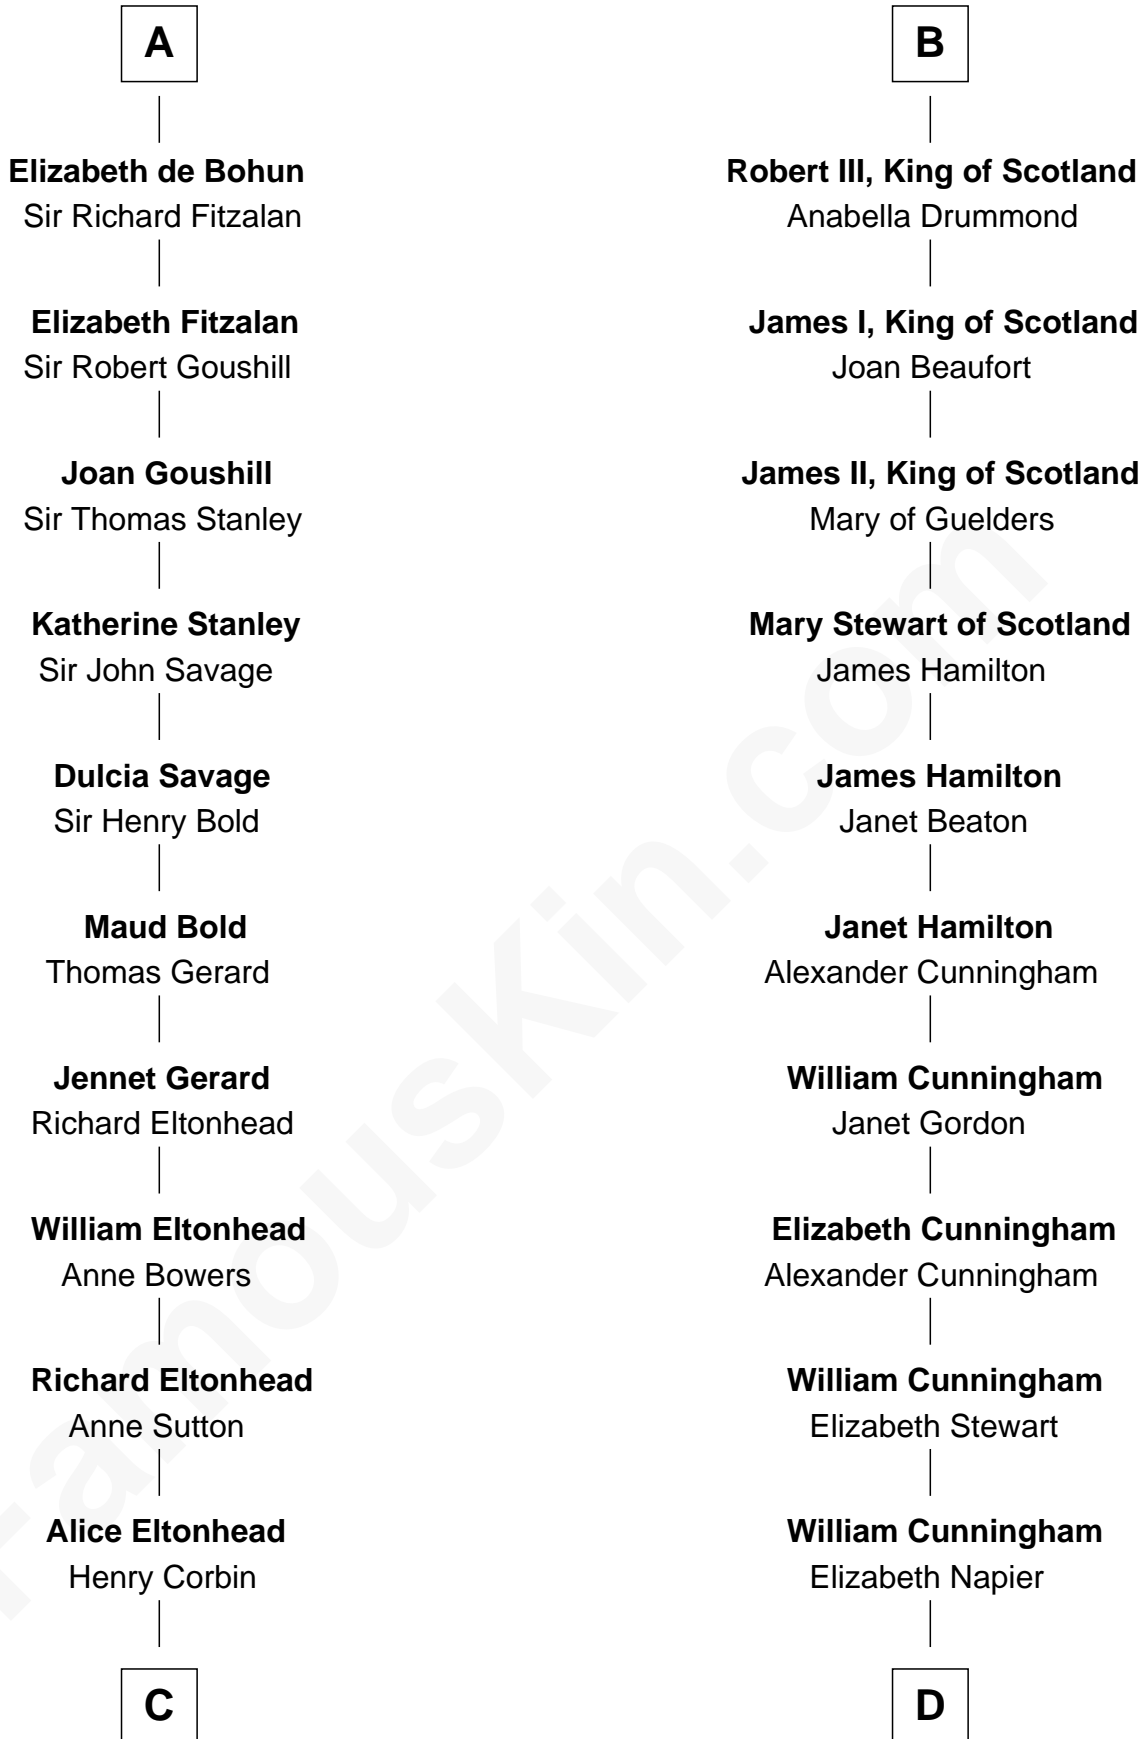 A
Elizabeth de Bohun
Sir Richard Fitzalan
Elizabeth Fitzalan
Sir Robert Goushill
Joan Goushill
Sir Thomas Stanley
Katherine Stanley
Sir John Savage
Dulcia Savage
Sir Henry Bold
Maud Bold
Thomas Gerard
Jennet Gerard
Richard Eltonhead
William Eltonhead
Anne Bowers
Richard Eltonhead
Anne Sutton
Alice Eltonhead
Henry Corbin
C
B
Robert III, King of Scotland
Anabella Drummond
James I, King of Scotland
Joan Beaufort
James II, King of Scotland
Mary of Guelders
Mary Stewart of Scotland
James Hamilton
James Hamilton
Janet Beaton
Janet Hamilton
Alexander Cunningham
William Cunningham
Janet Gordon
Elizabeth Cunningham
Alexander Cunningham
William Cunningham
Elizabeth Stewart
William Cunningham
Elizabeth Napier
D
FamousKin.com